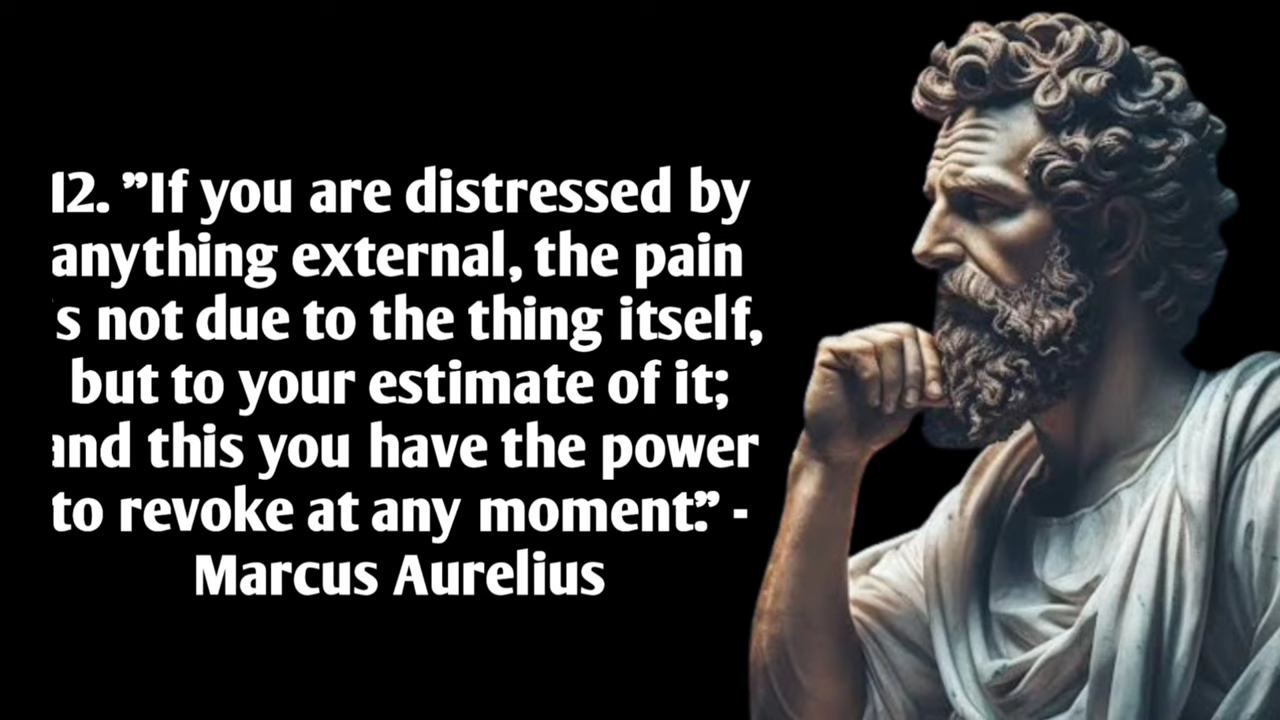 12. ”If you are distressed by
anything external, the pain
's not due to the thing itself,
but to your estimate of it;
and this you have the power
to revoke at any moment.” -
Marcus Aurelius